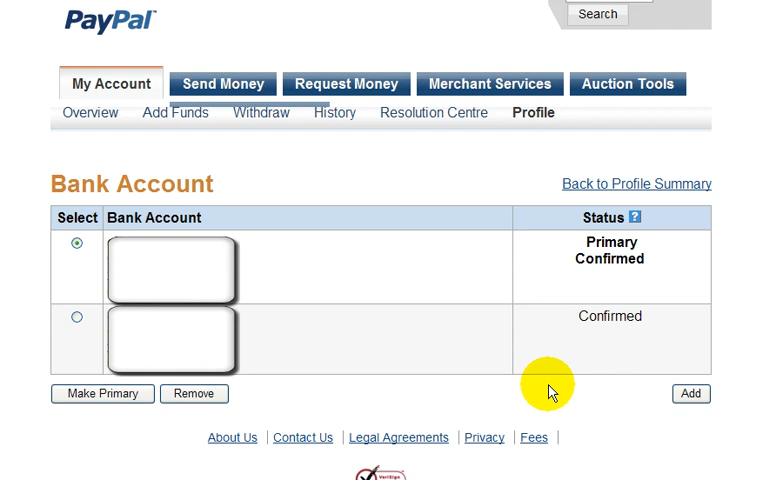 PayPal
Search
My Account Send Money Request Money Merchant Services Auction Tools
Overview Add Funds Withdraw History Resolution Centre Profile
Bank Account Back to Profile Summary
Select Bank Account Status ?
Primary
Confirmed
Confirmed
Make Primary Remove Add
About Us Contact Us Legal Agreements Privacy Fees
VeriSign